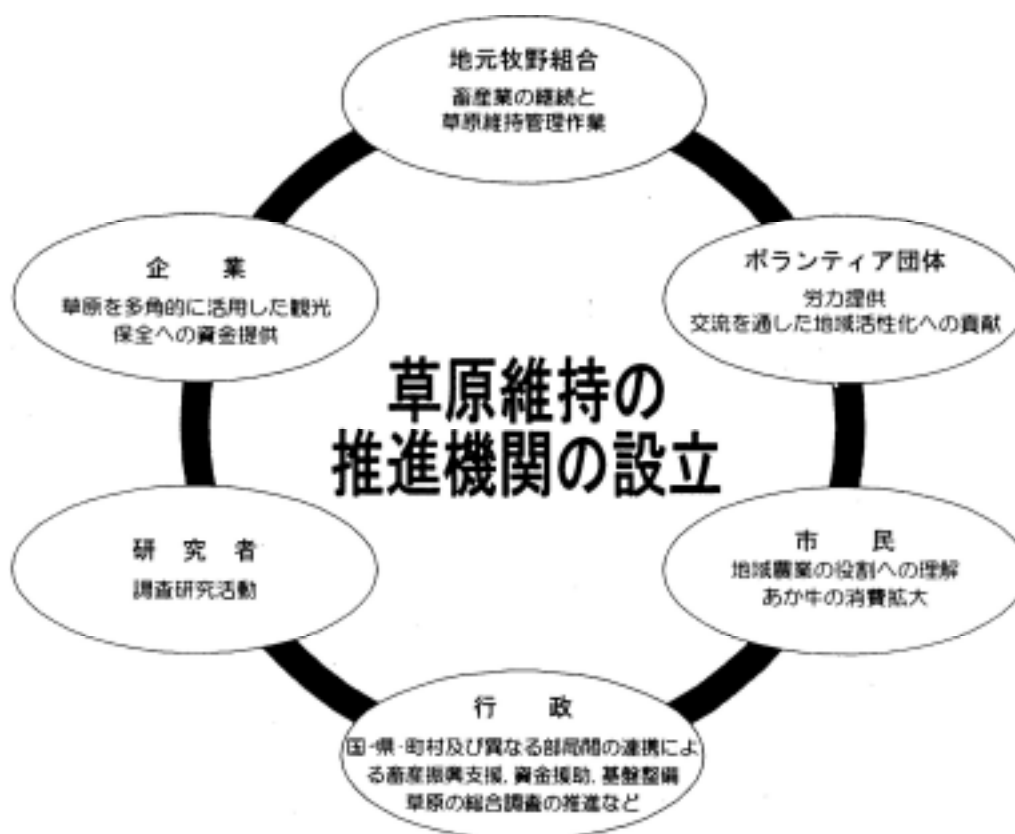 地元牧野組合
畜産業の継続と
草原維持管理作業
企　業
草原を多角的に活用した観光
保全への資金提供
ボランティア団体
労力提供
交流を通した地域活性化への貢献
草原維持の
推進機関の設立
研　究　者
調査研究活動
市　民
地域農業の役割への理解
あか牛の消費拡大
行　政
国・県・町村及び異なる部局間の連携によ
る畜産振興支援，資金援助，基盤整備
草原の総合調査の推進など